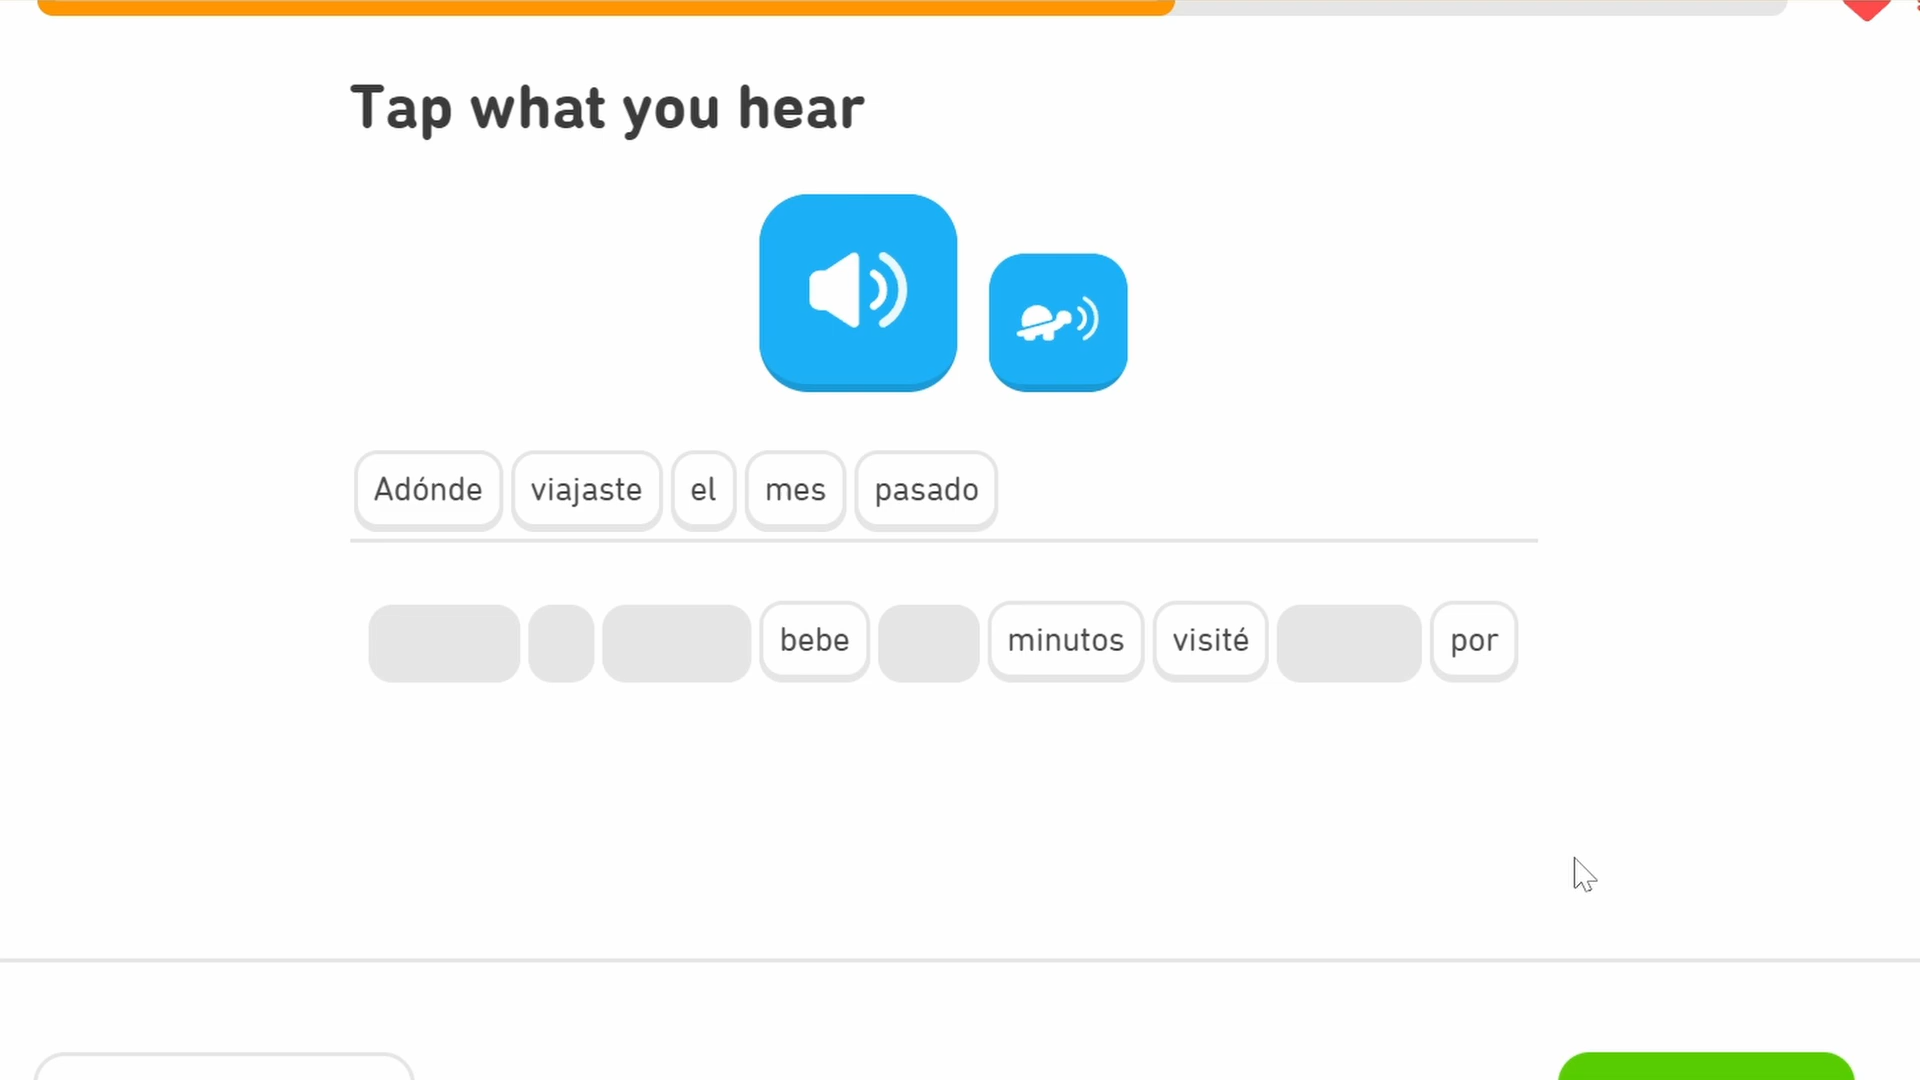 Tap what you hear
Adónde viajaste el mes pasado
bebe minutos visité por